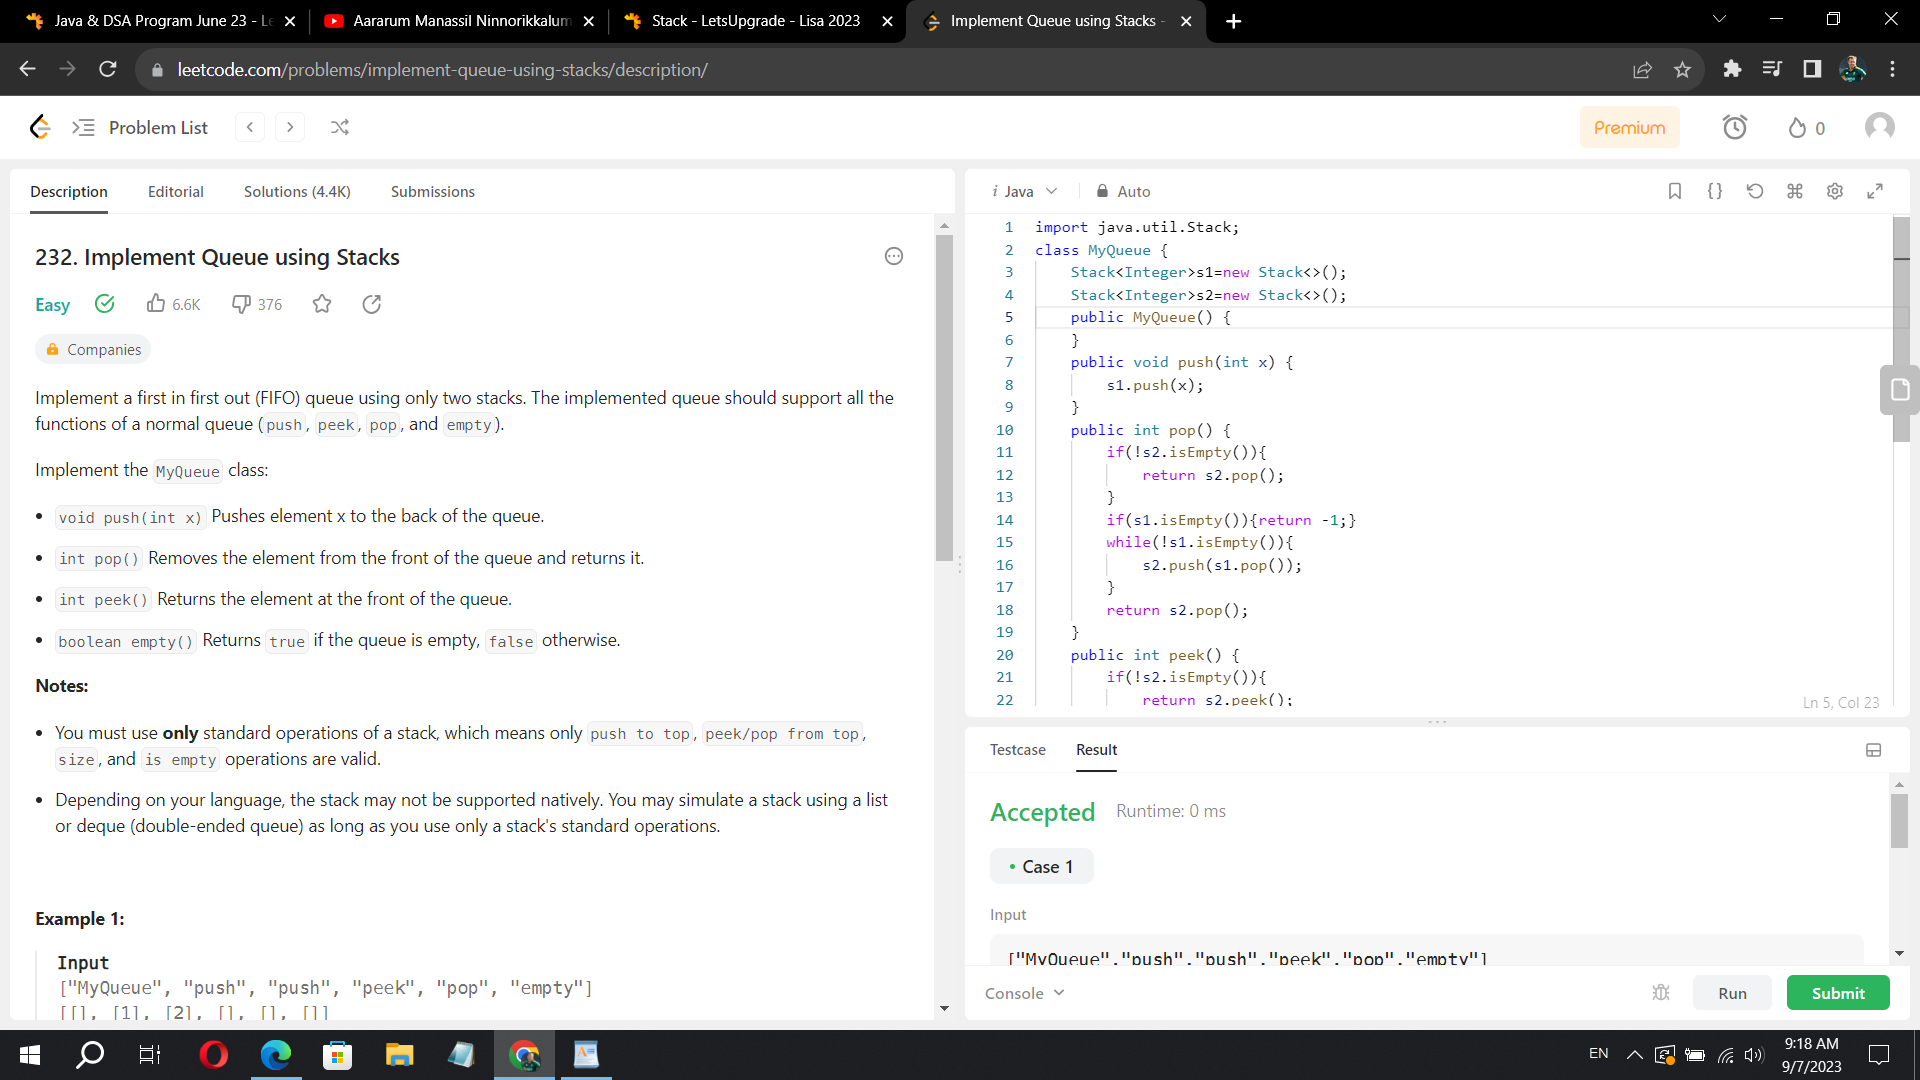 Java & DSA Program June 23 - Le
Aararum Manassil Ninnorikkalum
Stack - LetsUpgrade - Lisa 2023
Implement Queue using Stacks -
leetcode.com/problems/implement-queue-using-stacks/description/
Problem List
Premium
0
Description
Editorial
Solutions (4.4K)
Submissions
232. Implement Queue using Stacks
Easy
6.6K
376
Companies
Implement a first in first out (FIFO) queue using only two stacks. The implemented queue should support all the
functions of a normal queue (push, peek, pop, and empty).
Implement the MyQueue class:
• void push(int x) Pushes element x to the back of the queue.
• int pop() Removes the element from the front of the queue and returns it.
• int peek() Returns the element at the front of the queue.
• boolean empty() Returns true if the queue is empty, false otherwise.
Notes:
• You must use only standard operations of a stack, which means only push to top, peek/pop from top,
size, and is empty operations are valid.
• Depending on your language, the stack may not be supported natively. You may simulate a stack using a list
or deque (double-ended queue) as long as you use only a stack's standard operations.
Example 1:
Input
["MyQueue", "push", "push", "peek", "pop", "empty"]
[[], [1], [2], [], [], []]
i Java
Auto
1 import java.util.Stack;
2 class MyQueue {
3 Stack<Integer>s1=new Stack<>();
4 Stack<Integer>s2=new Stack<>();
5 public MyQueue() {
6 }
7 public void push(int x) {
8 s1.push(x);
9 }
10 public int pop() {
11 if(!s2.isEmpty()){
12 return s2.pop();
13 }
14 if(s1.isEmpty()){return -1;}
15 while(!s1.isEmpty()){
16 s2.push(s1.pop());
17 }
18 return s2.pop();
19 }
20 public int peek() {
21 if(!s2.isEmpty()){
22 return s2.peek();
Ln 5, Col 23
Testcase
Result
Accepted
Runtime: 0 ms
• Case 1
Input
["MyQueue","push","push","peek","pop","empty"]
Console
Run
Submit
EN
9:18 AM
9/7/2023